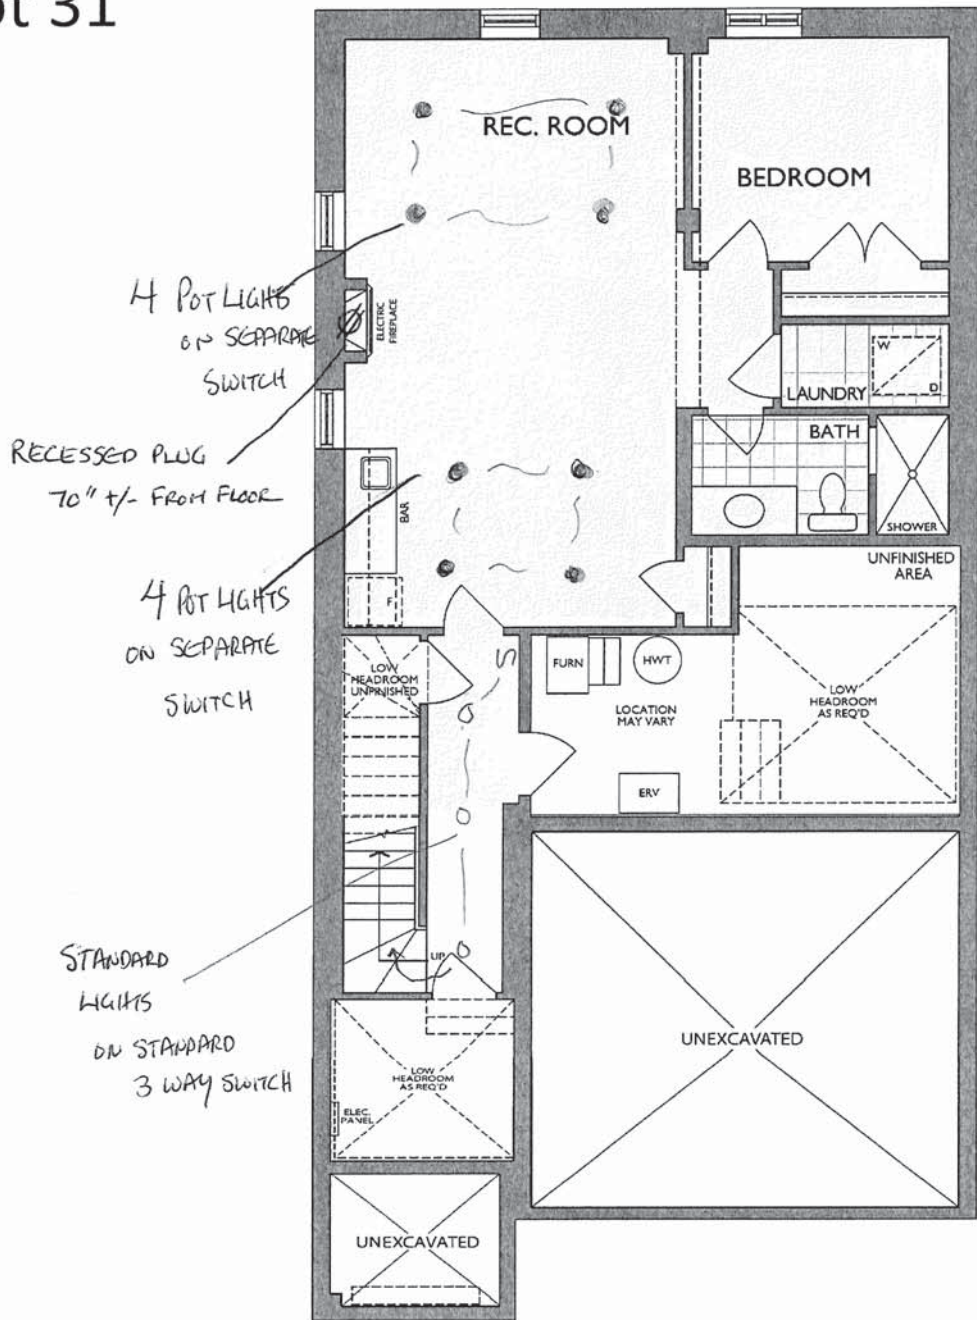 ot 31
REC. ROOM
BEDROOM
4 POT LIGHTS
ON SEPARATE
SWITCH
ELECTRIC
FIREPLACE
W
D
LAUNDRY
BATH
RECESSED PLUG
70" +/- FROM FLOOR
BAR
SHOWER
UNFINISHED
AREA
4 POT LIGHTS
ON SEPARATE
SWITCH
F
S
LOW
HEADROOM
UNFINISHED
FURN
HWT
LOCATION
MAY VARY
LOW
HEADROOM
AS REQ'D
ERV
UP
STANDARD
LIGHTS
ON STANDARD
3 WAY SWITCH
LOW
HEADROOM
AS REQ'D
ELEC.
PANEL
UNEXCAVATED
UNEXCAVATED